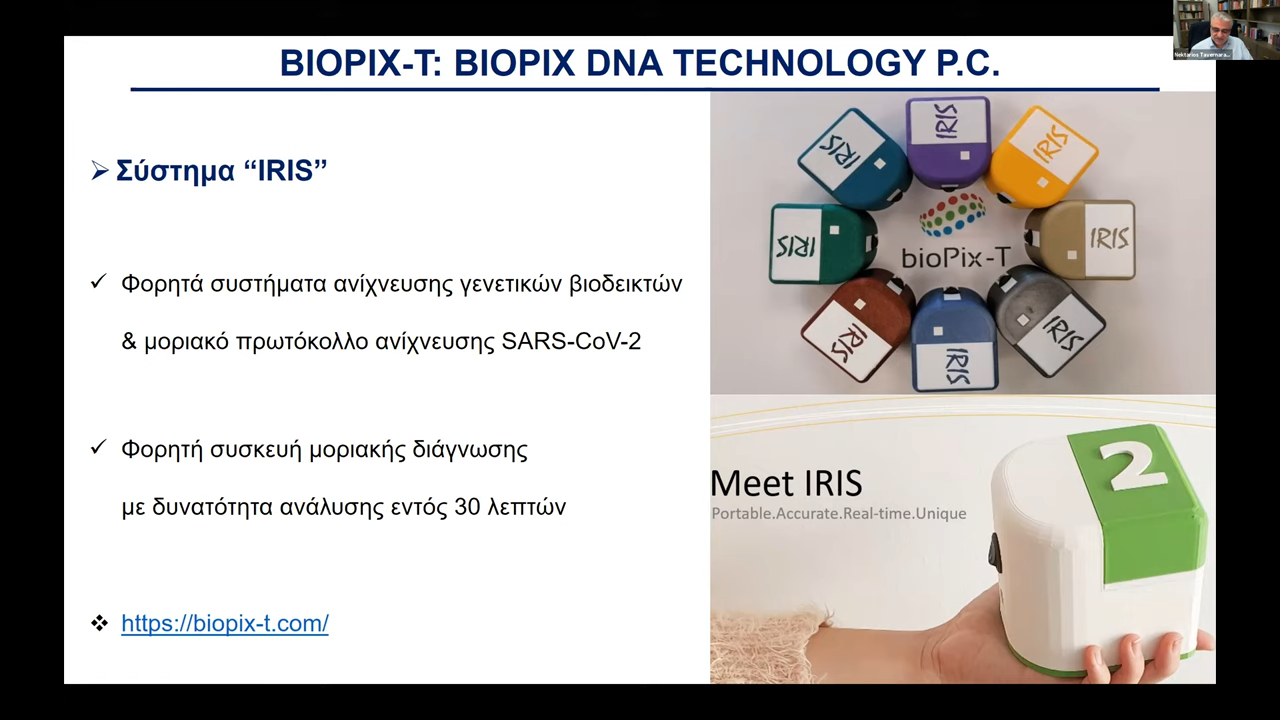 BIOPIX-T: BIOPIX DNA TECHNOLOGY P.C.
Nektarios Tavernara...
Σύστημα “IRIS”
Φορητά συστήματα ανίχνευσης γενετικών βιοδεικτών
& μοριακό πρωτόκολλο ανίχνευσης SARS-CoV-2
Φορητή συσκευή μοριακής διάγνωσης
με δυνατότητα ανάλυσης εντός 30 λεπτών
https://biopix-t.com/
IRIS
IRIS
IRIS
IRIS
IRIS
IRIS
IRIS
IRIS
bioPix-T
Meet IRIS
Portable.Accurate.Real-time.Unique
2